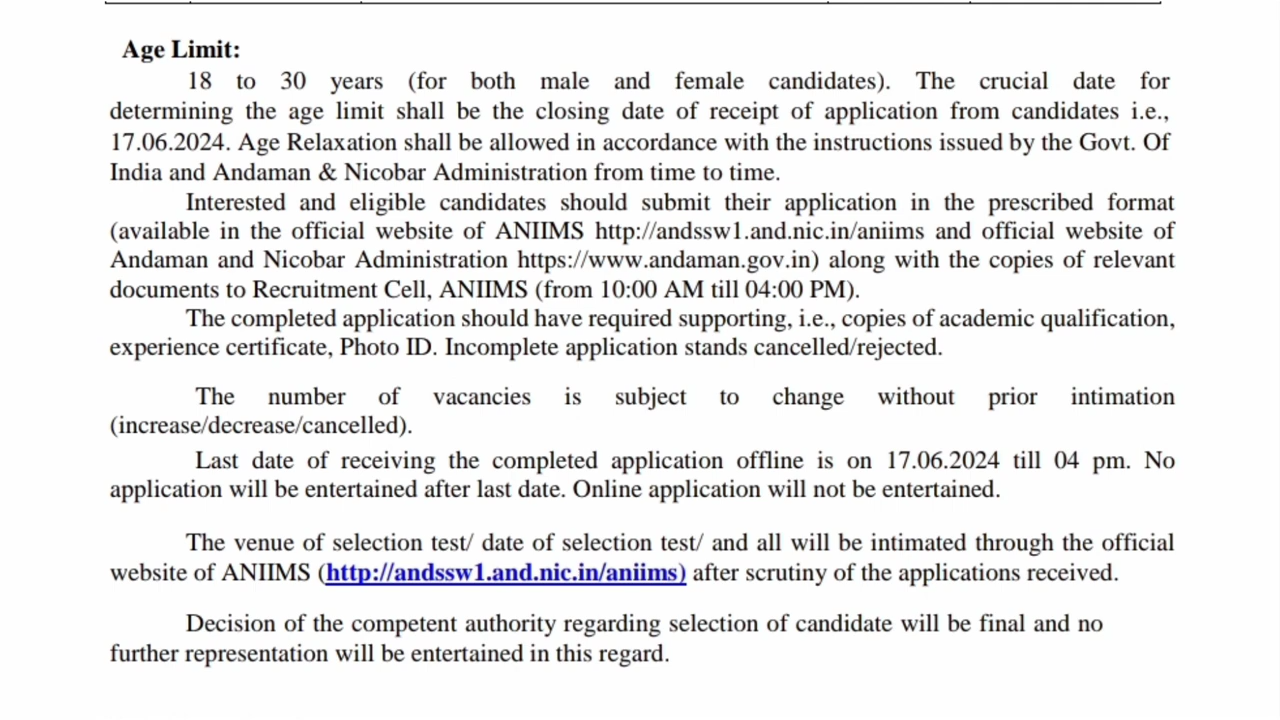 Age Limit:
18 to 30 years (for both male and female candidates). The crucial date for
determining the age limit shall be the closing date of receipt of application from candidates i.e.,
17.06.2024. Age Relaxation shall be allowed in accordance with the instructions issued by the Govt. Of
India and Andaman & Nicobar Administration from time to time.
Interested and eligible candidates should submit their application in the prescribed format
(available in the official website of ANIIMS http://andssw1.and.nic.in/aniims and official website of
Andaman and Nicobar Administration https://www.andaman.gov.in) along with the copies of relevant
documents to Recruitment Cell, ANIIMS (from 10:00 AM till 04:00 PM).
The completed application should have required supporting, i.e., copies of academic qualification,
experience certificate, Photo ID. Incomplete application stands cancelled/rejected.
The number of vacancies is subject to change without prior intimation
(increase/decrease/cancelled).
Last date of receiving the completed application offline is on 17.06.2024 till 04 pm. No
application will be entertained after last date. Online application will not be entertained.
The venue of selection test/ date of selection test/ and all will be intimated through the official
website of ANIIMS (http://andssw1.and.nic.in/aniims) after scrutiny of the applications received.
Decision of the competent authority regarding selection of candidate will be final and no
further representation will be entertained in this regard.